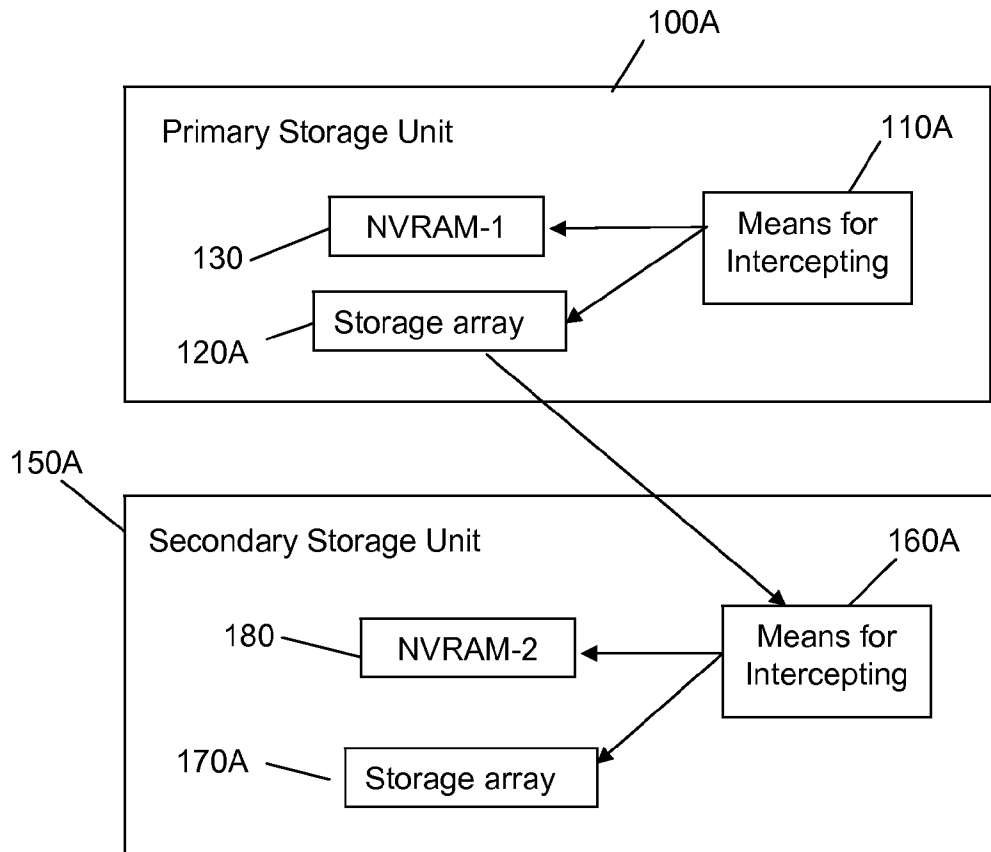 100A
Primary Storage Unit
110A
NVRAM-1
Means for
Intercepting
130
Storage array
120A
150A
Secondary Storage Unit
160A
180
NVRAM-2
Means for
Intercepting
170A
Storage array